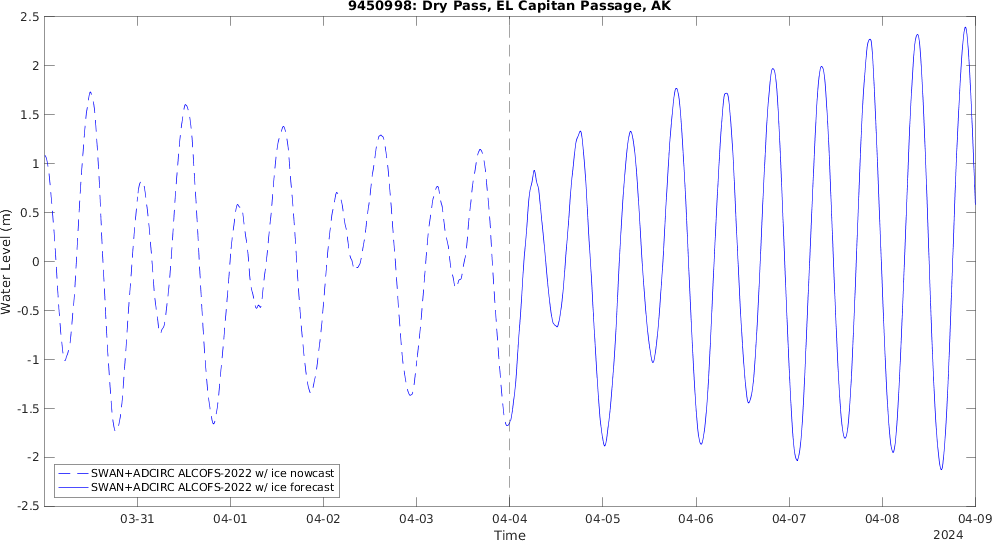 9450998: Dry Pass, EL Capitan Passage, AK
2.5
2
1.5
1
0.5
0
-0.5
-1
-1.5
-2
-2.5
Water Level (m)
SWAN+ADCIRC ALCOFS-2022 w/ ice nowcast
SWAN+ADCIRC ALCOFS-2022 w/ ice forecast
03-31 04-01 04-02 04-03 04-04 04-05 04-06 04-07 04-08 04-09
Time
2024